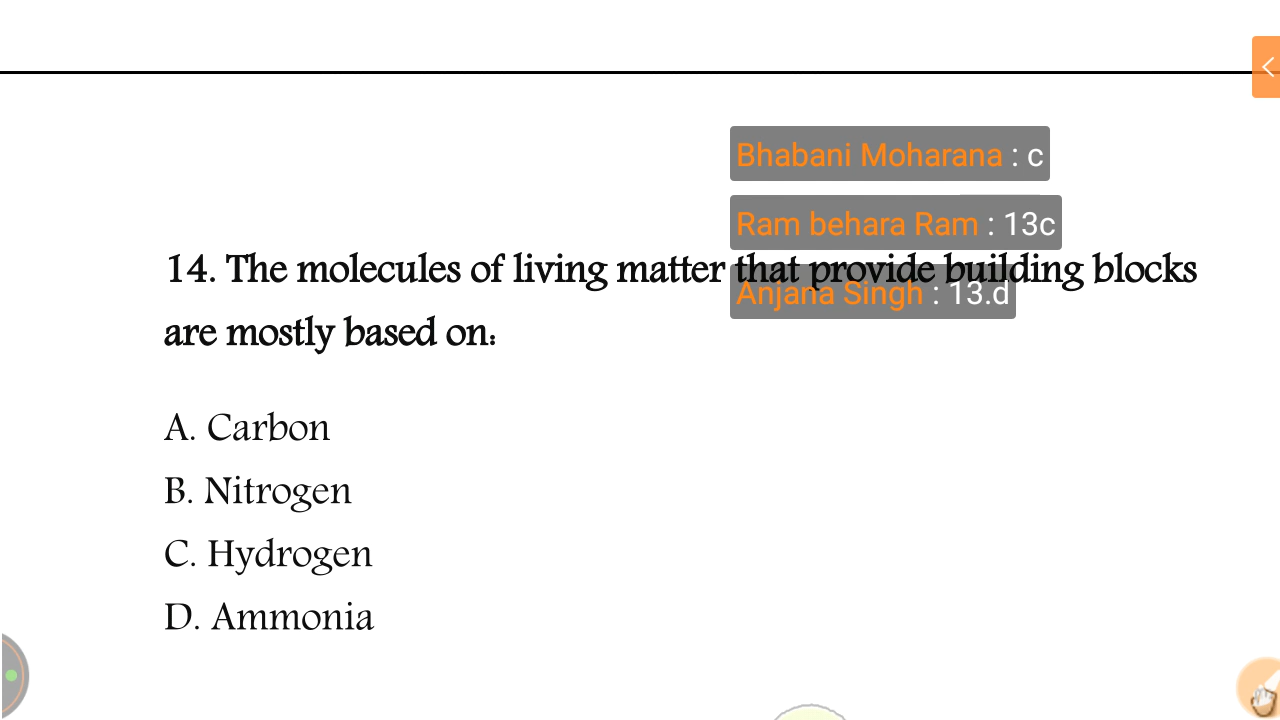 Bhabani Moharana : c
Ram behara Ram : 13c
14. The molecules of living matter that provide building blocks
Anjana Singh : 13.d
are mostly based on:
A. Carbon
B. Nitrogen
C. Hydrogen
D. Ammonia